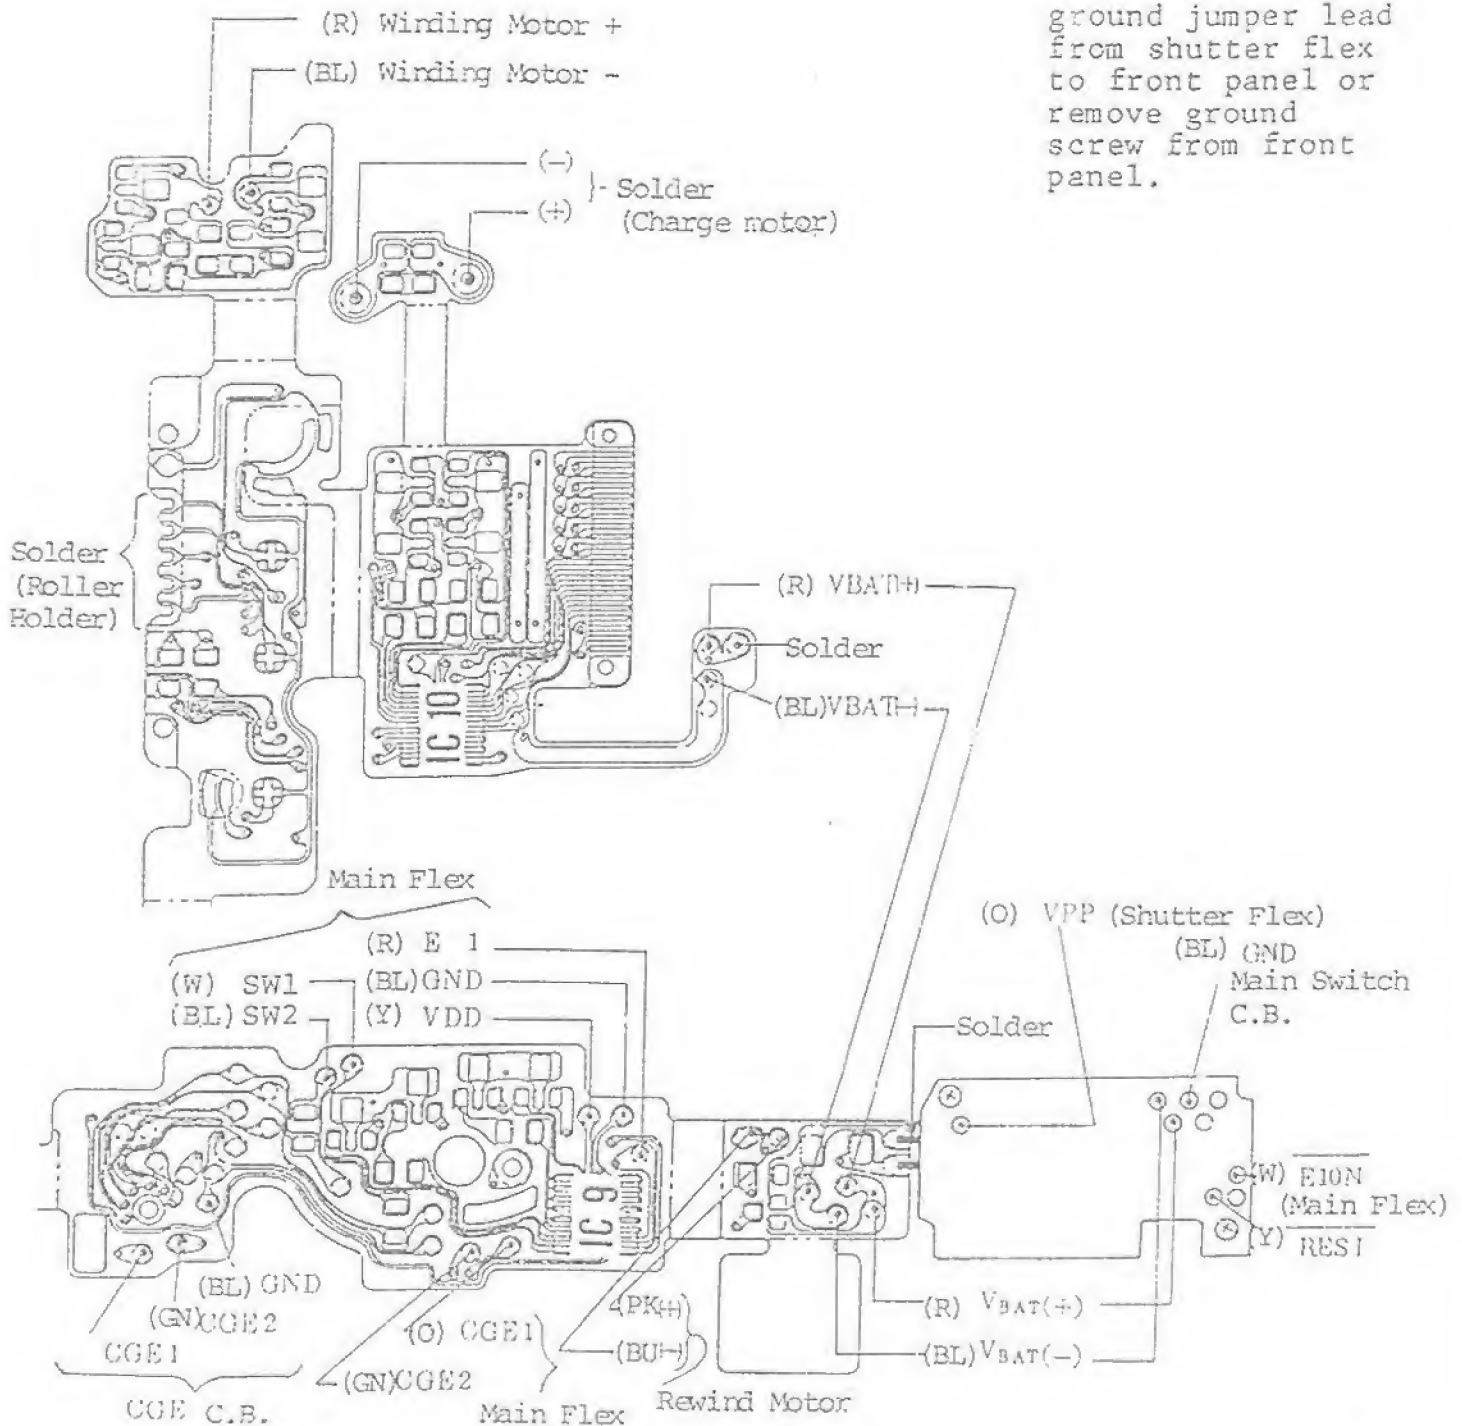 (R) Winding Motor +
(BL) Winding Motor -
ground jumper lead
from shutter flex
to front panel or
remove ground
screw from front
panel.
(-)
(+)
Solder
(Charge motor)
Solder
(Roller
Holder)
(R) VBAT(+)
Solder
(BL)VBAT(-)
IC 10
Main Flex
(R) E 1
(W) SW1
(BL)GND
(BL) SW2
(Y) VDD
(O) VPP (Shutter Flex)
(BL) GND
Main Switch
C.B.
Solder
IC 9
(W) E1ON
(Main Flex)
(Y) RES1
(BL) GND
(GN)CGE2
CGE1
CGE C.B.
(O) CGE1
(GN)CGE2
Main Flex
(PK(+)
(BU(-)
Rewind Motor
(R) VBAT(+)
(BL) VBAT(-)